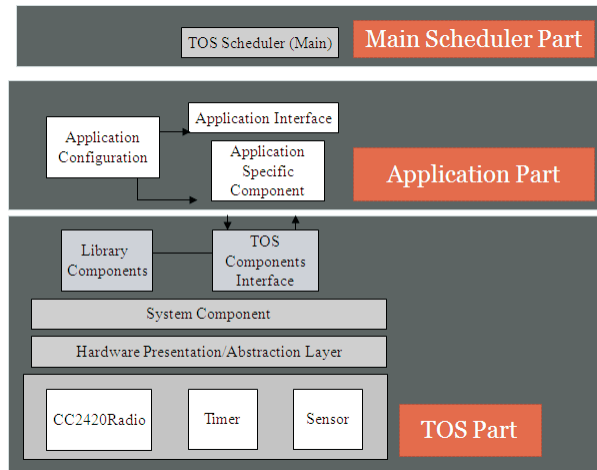 TOS Scheduler (Main)
Main Scheduler Part
Application Interface
Application
Configuration
Application
Specific
Component
Application Part
Library
Components
TOS
Components
Interface
System Component
Hardware Presentation/Abstraction Layer
CC2420Radio
Timer
Sensor
TOS Part